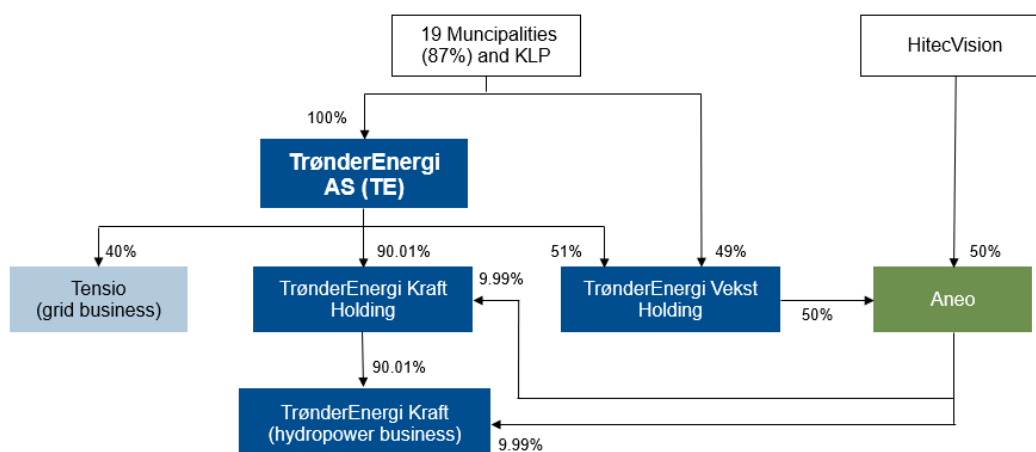 19 Muncipalities
(87%) and KLP
HitecVision
100%
TrønderEnergi
AS (TE)
40%
90.01%
51%
49%
50%
Tensio
(grid business)
TrønderEnergi Kraft
Holding
9.99%
TrønderEnergi Vekst
Holding
50%
Aneo
90.01%
TrønderEnergi Kraft
(hydropower business)
9.99%